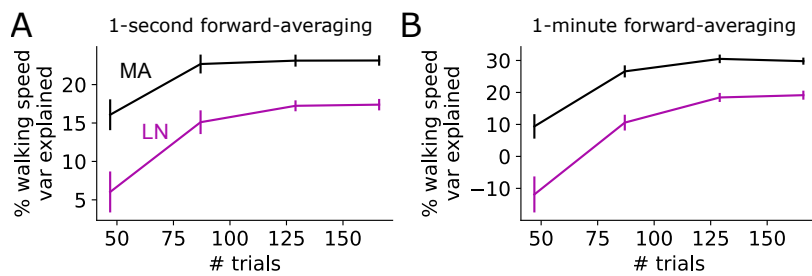 A
1-second forward-averaging
% walking speed
var explained
20
15
10
5
MA
LN
50
75
100
125
150
# trials
B
1-minute forward-averaging
% walking speed
var explained
30
20
10
0
−10
50
75
100
125
150
# trials